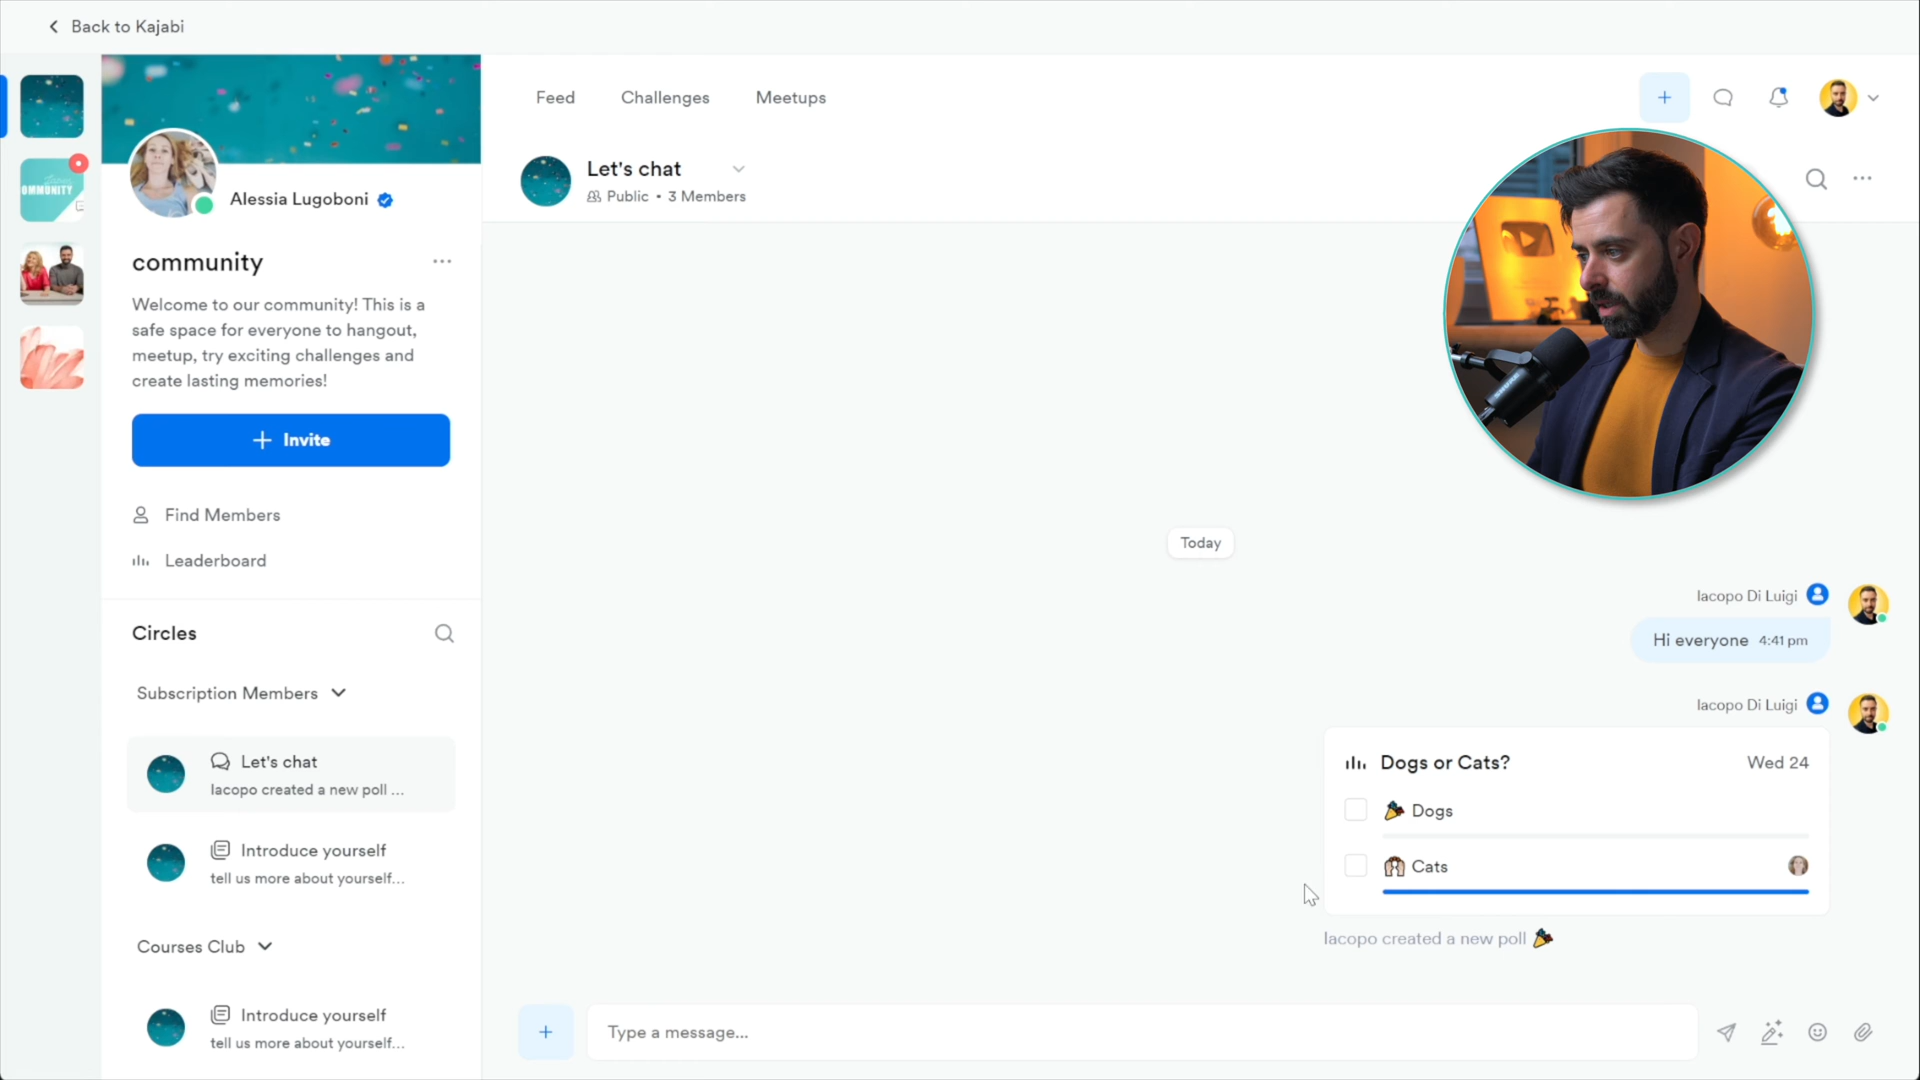 Back to Kajabi
Feed
Challenges
Meetups
Let's chat
Public • 3 Members
OMMUNITY
Alessia Lugoboni
community
Welcome to our community! This is a
safe space for everyone to hangout,
meetup, try exciting challenges and
create lasting memories!
Invite
Find Members
Leaderboard
Circles
Subscription Members
Let's chat
Iacopo created a new poll ...
Introduce yourself
tell us more about yourself...
Courses Club
Introduce yourself
tell us more about yourself...
Today
Iacopo Di Luigi
Hi everyone 4:41 pm
Iacopo Di Luigi
Dogs or Cats?
Wed 24
Dogs
Cats
Iacopo created a new poll
Type a message...